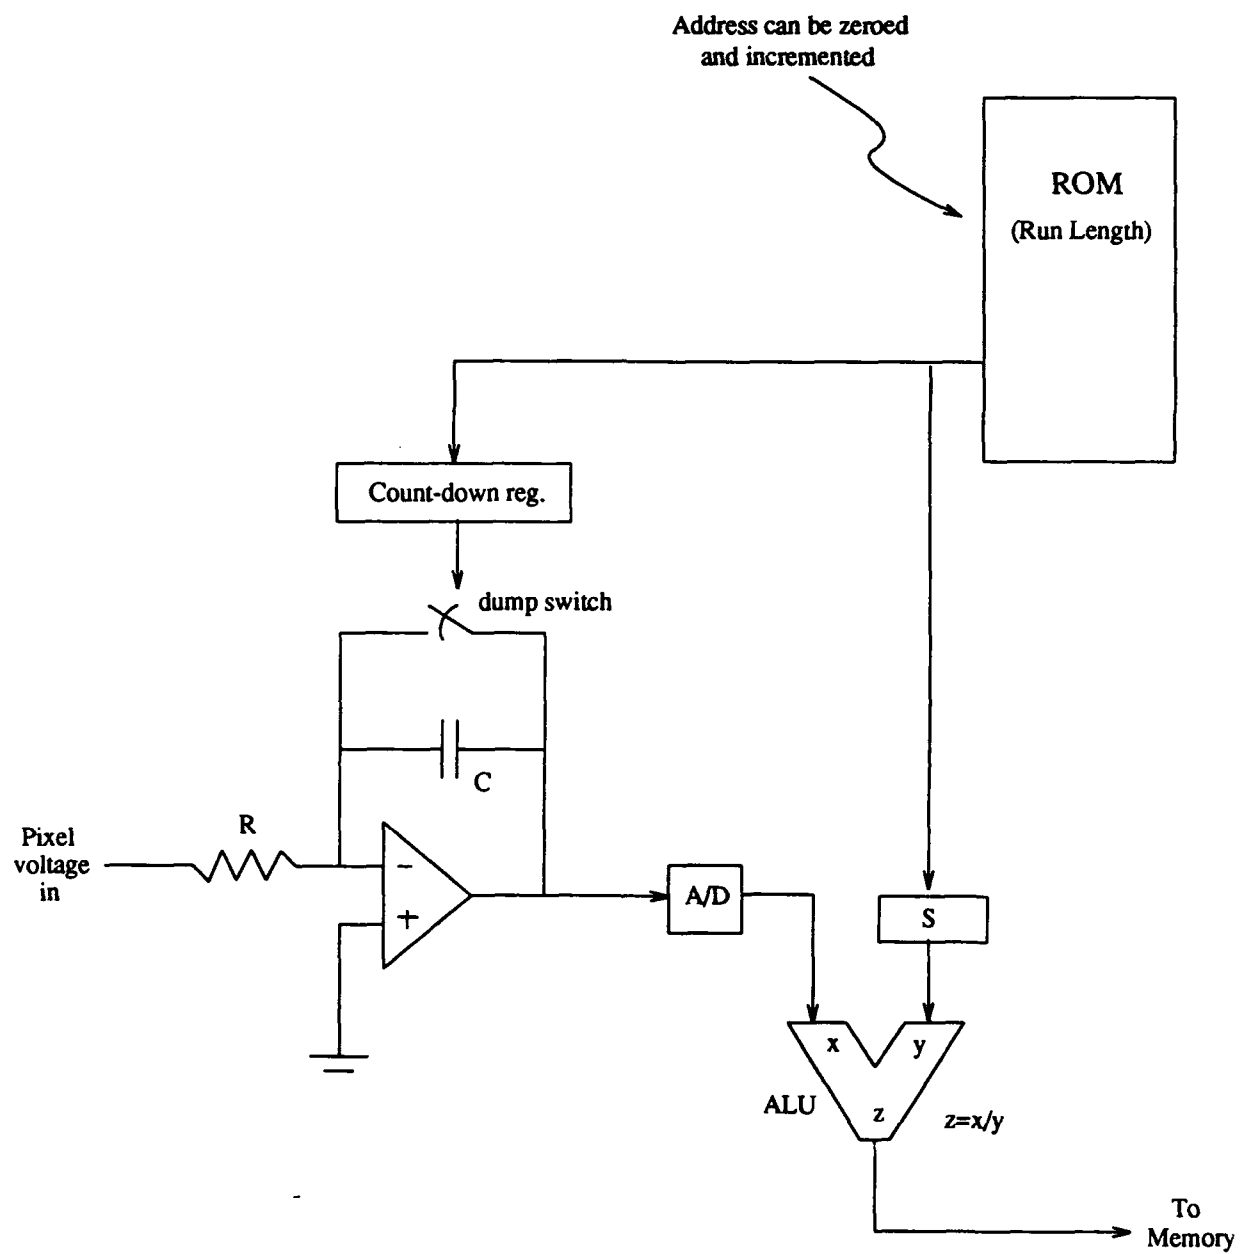 Address can be zeroed
and incremented
ROM
(Run Length)
Count-down reg.
dump switch
C
R
Pixel
voltage
in
−
+
A/D
S
x
y
ALU
z
z=x/y
To
Memory